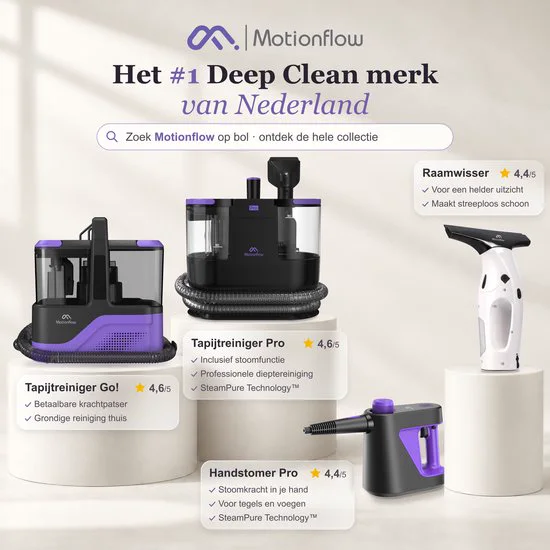 Motionflow
Het #1 Deep Clean merk
van Nederland
Zoek Motionflow op bol · ontdek de hele collectie
Raamwisser 4,4/5
Voor een helder uitzicht
Maakt streeploos schoon
Motionflow
Motionflow
Motionflow
Tapijtreiniger Pro 4,6/5
Inclusief stoomfunctie
Professionele dieptereiniging
SteamPure Technology™
Tapijtreiniger Go! 4,6/5
Betaalbare krachtpatser
Grondige reiniging thuis
Handstomer Pro 4,4/5
Stoomkracht in je hand
Voor tegels en voegen
SteamPure Technology™